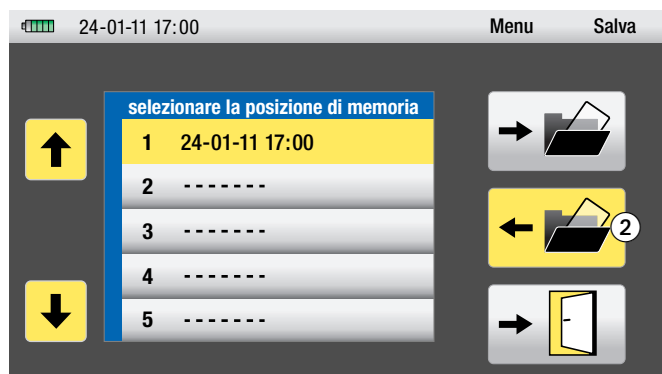 24-01-11 17:00 Menu Salva
selezionare la posizione di memoria
1 24-01-11 17:00
2 - - - - - - -
3 - - - - - - -
2
4 - - - - - - -
5 - - - - - - -